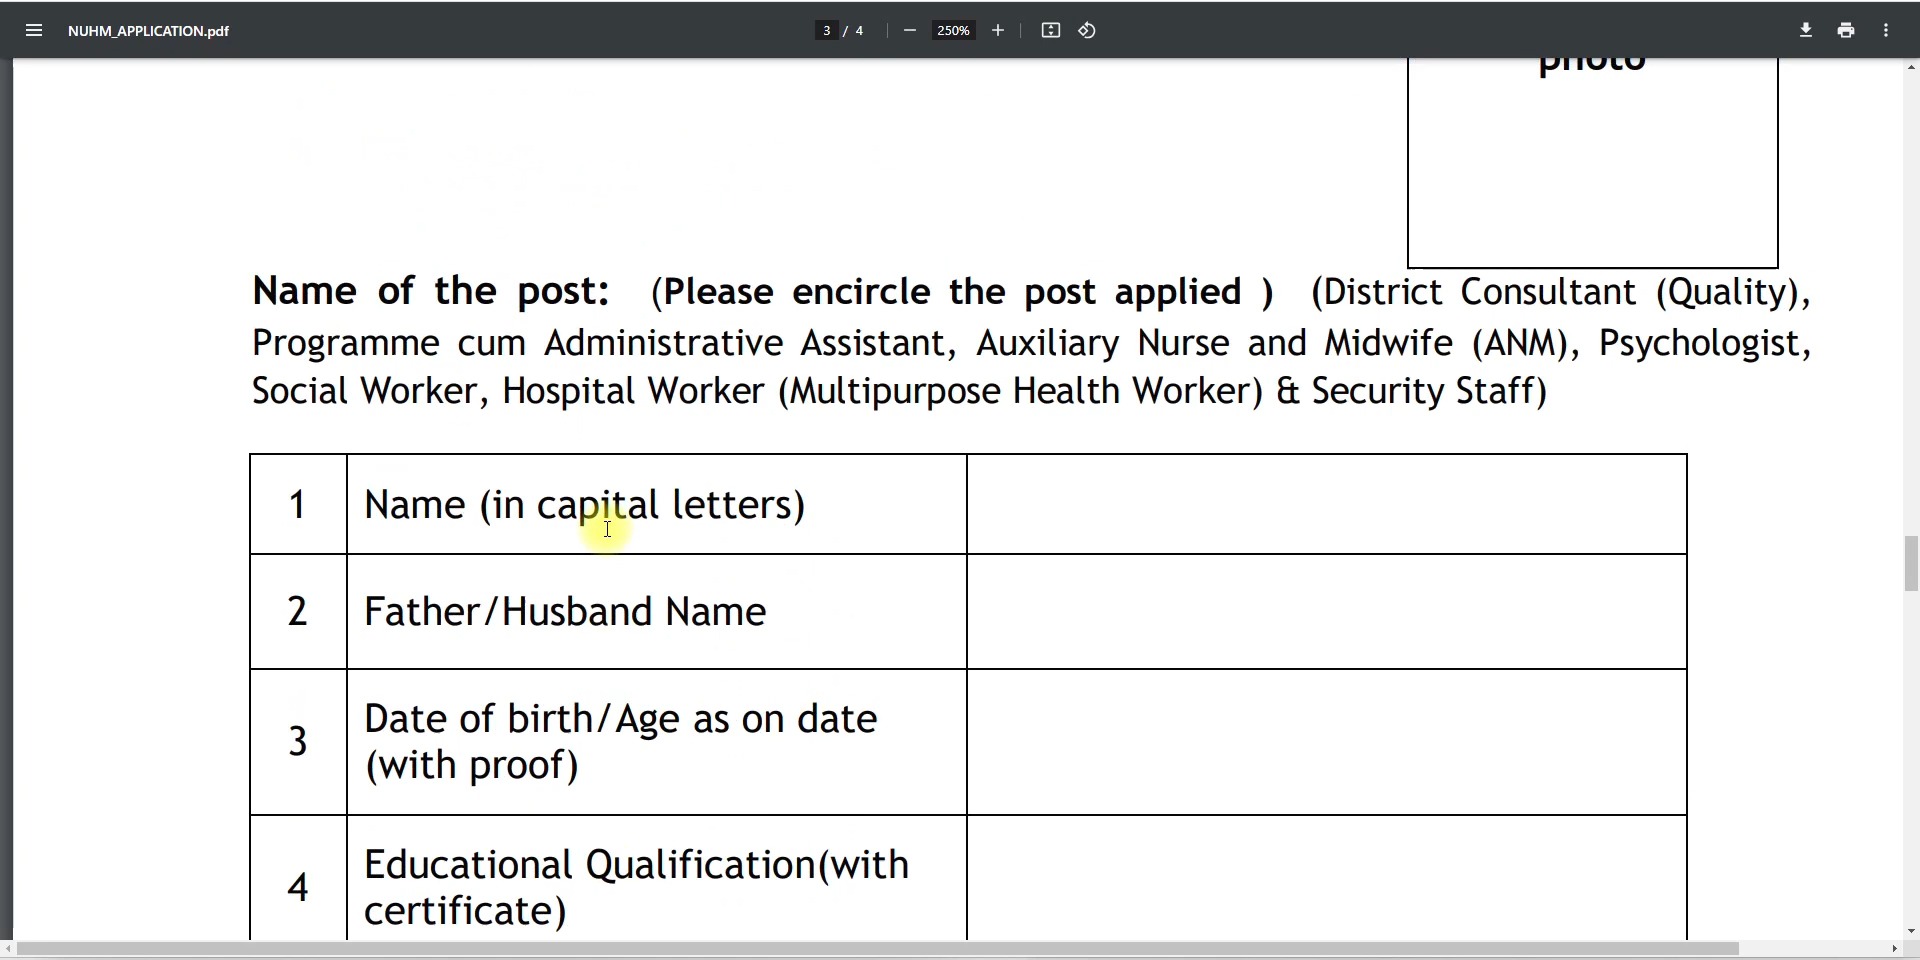 NUHM_APPLICATION.pdf
3 / 4
250%
photo
Name of the post: (Please encircle the post applied ) (District Consultant (Quality),
Programme cum Administrative Assistant, Auxiliary Nurse and Midwife (ANM), Psychologist,
Social Worker, Hospital Worker (Multipurpose Health Worker) & Security Staff)
1 Name (in capital letters)
2 Father/Husband Name
3 Date of birth/Age as on date
(with proof)
4 Educational Qualification(with
certificate)